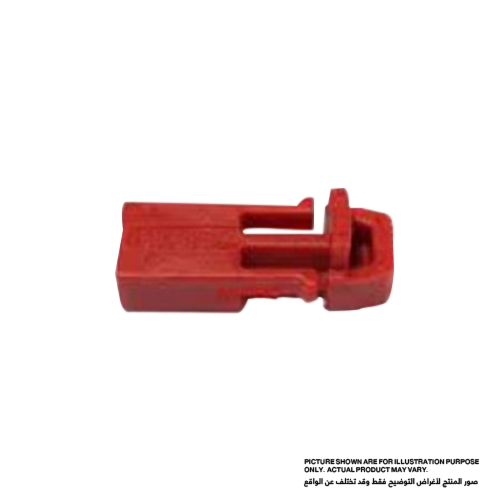 PICTURE SHOWN ARE FOR ILLUSTRATION PURPOSE
ONLY. ACTUAL PRODUCT MAY VARY.
صور المنتج لأغراض التوضيح فقط وقد تختلف عن الواقع